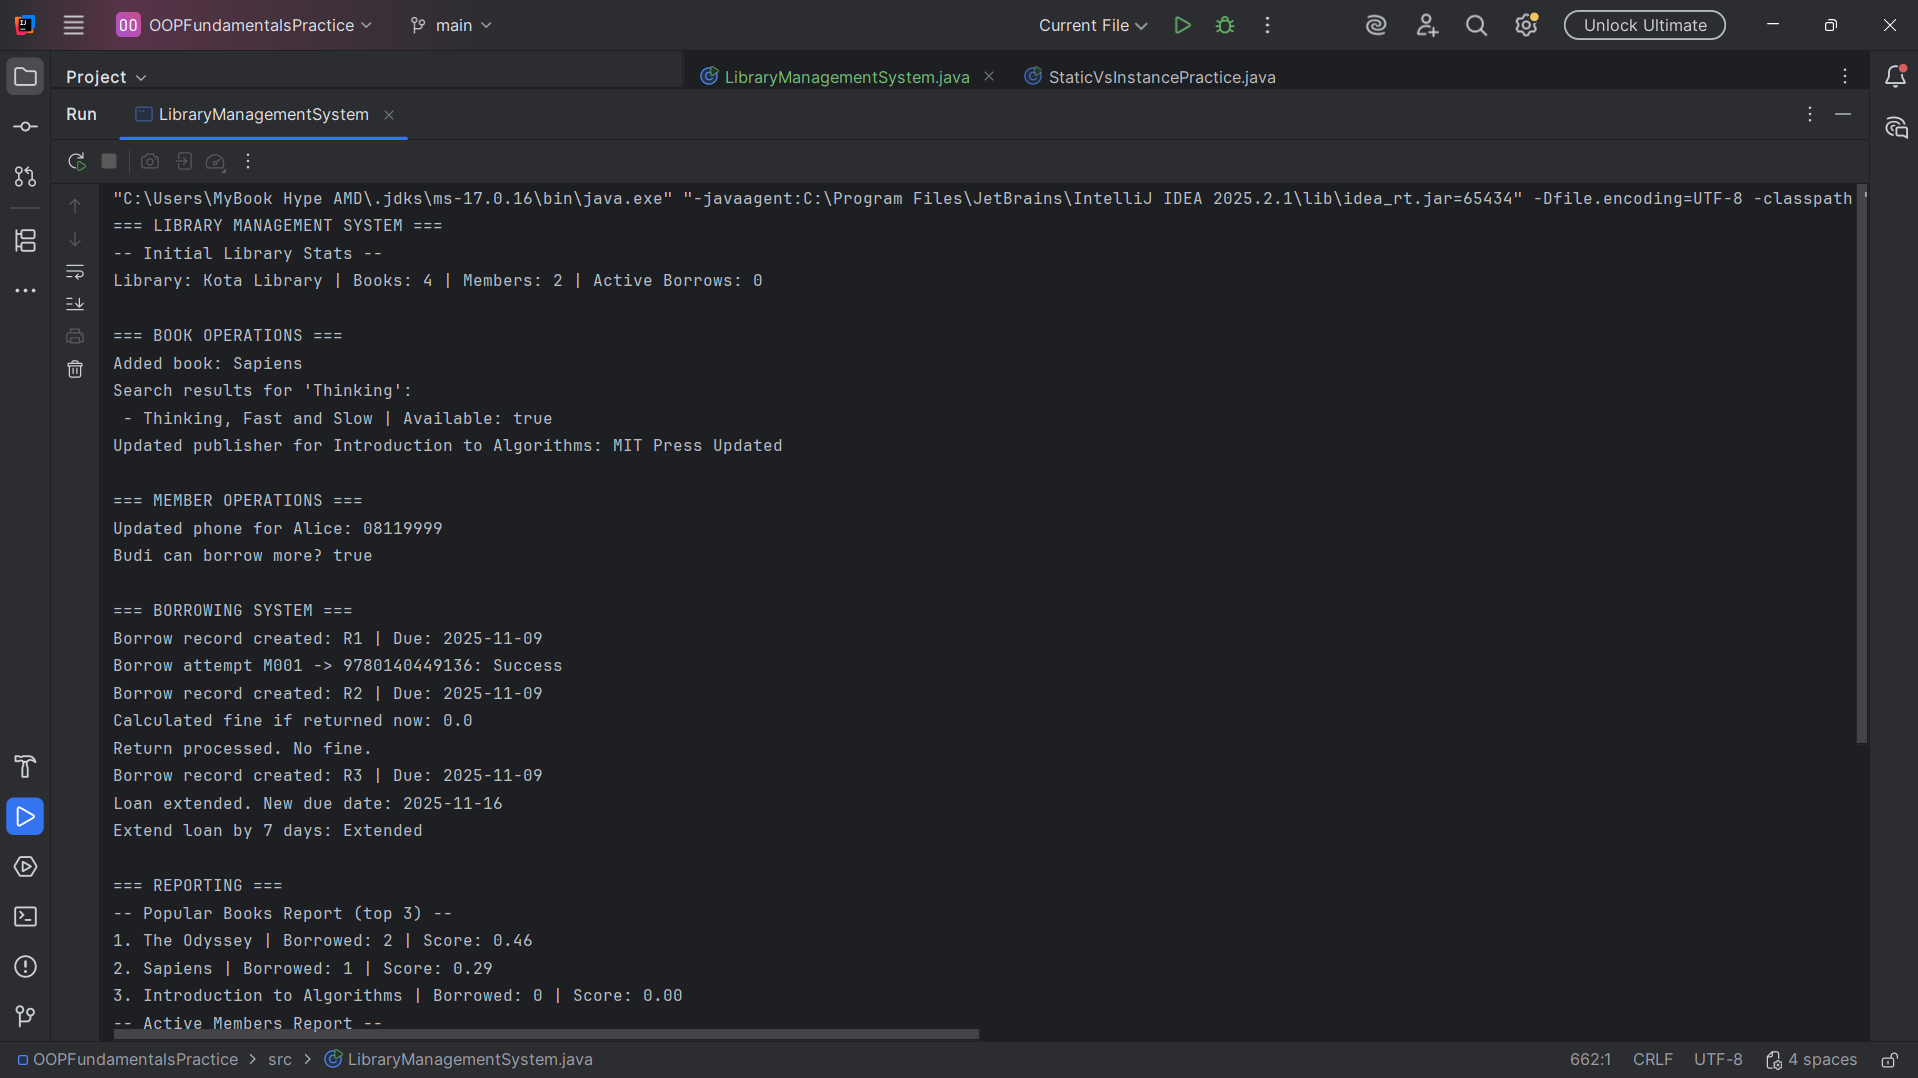 OO OOPFundamentalsPractice main Current File Unlock Ultimate
Project LibraryManagementSystem.java StaticVsInstancePractice.java
Run LibraryManagementSystem
"C:\Users\MyBook Hype AMD\.jdks\ms-17.0.16\bin\java.exe" "-javaagent:C:\Program Files\JetBrains\IntelliJ IDEA 2025.2.1\lib\idea_rt.jar=65434" -Dfile.encoding=UTF-8 -classpath "
=== LIBRARY MANAGEMENT SYSTEM ===
-- Initial Library Stats --
Library: Kota Library | Books: 4 | Members: 2 | Active Borrows: 0
=== BOOK OPERATIONS ===
Added book: Sapiens
Search results for 'Thinking':
- Thinking, Fast and Slow | Available: true
Updated publisher for Introduction to Algorithms: MIT Press Updated
=== MEMBER OPERATIONS ===
Updated phone for Alice: 08119999
Budi can borrow more? true
=== BORROWING SYSTEM ===
Borrow record created: R1 | Due: 2025-11-09
Borrow attempt M001 -> 9780140449136: Success
Borrow record created: R2 | Due: 2025-11-09
Calculated fine if returned now: 0.0
Return processed. No fine.
Borrow record created: R3 | Due: 2025-11-09
Loan extended. New due date: 2025-11-16
Extend loan by 7 days: Extended
=== REPORTING ===
-- Popular Books Report (top 3) --
1. The Odyssey | Borrowed: 2 | Score: 0.46
2. Sapiens | Borrowed: 1 | Score: 0.29
3. Introduction to Algorithms | Borrowed: 0 | Score: 0.00
-- Active Members Report --
OOPFundamentalsPractice > src > LibraryManagementSystem.java 662:1 CRLF UTF-8 4 spaces